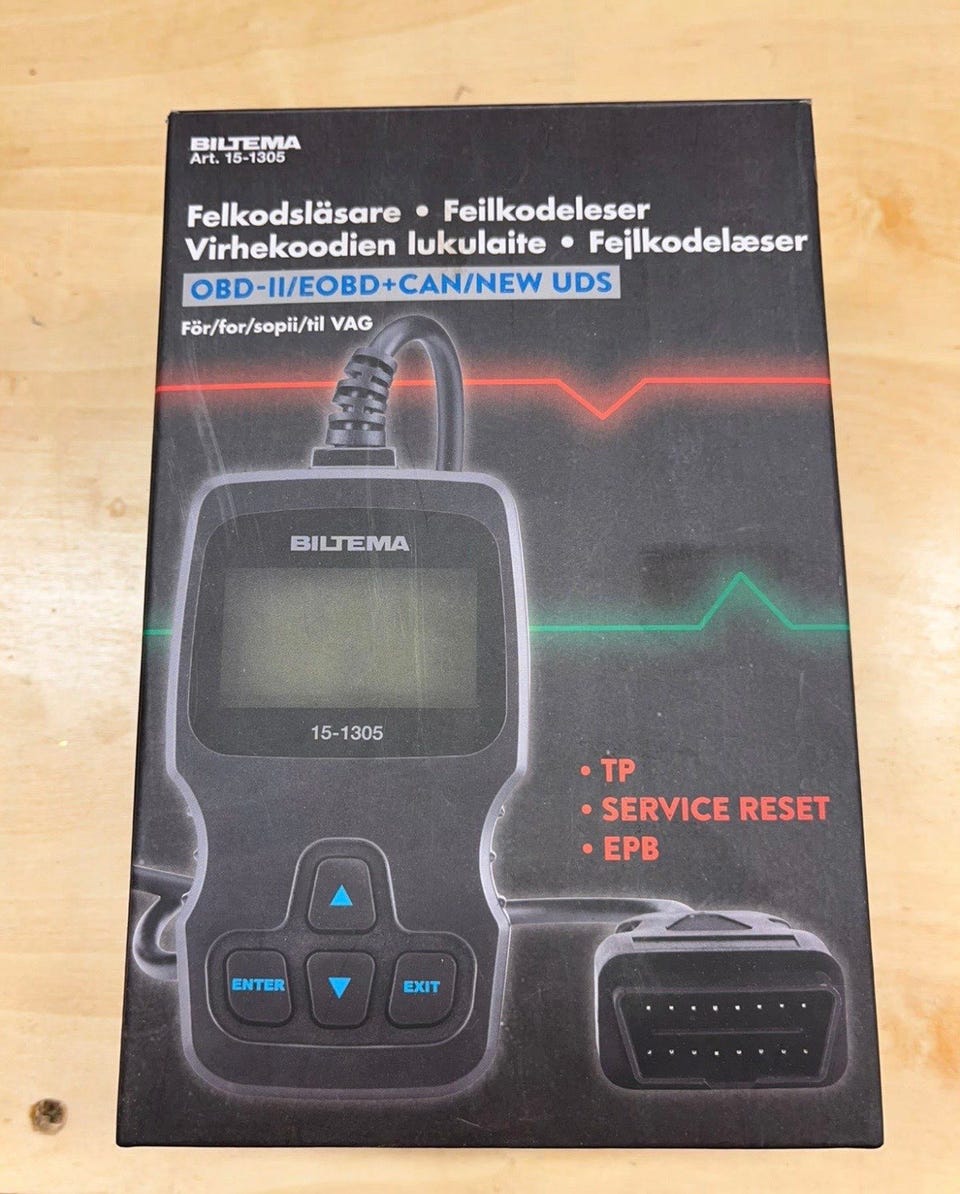 BILTEMA
Art. 15-1305
Felkodsläsare • Feilkodeleser
Virhekoodien lukulaite • Fejlkodelæser
OBD-II/EOBD+CAN/NEW UDS
För/for/sopii/til VAG
BILTEMA
15-1305
• TP
• SERVICE RESET
• EPB
ENTER
EXIT